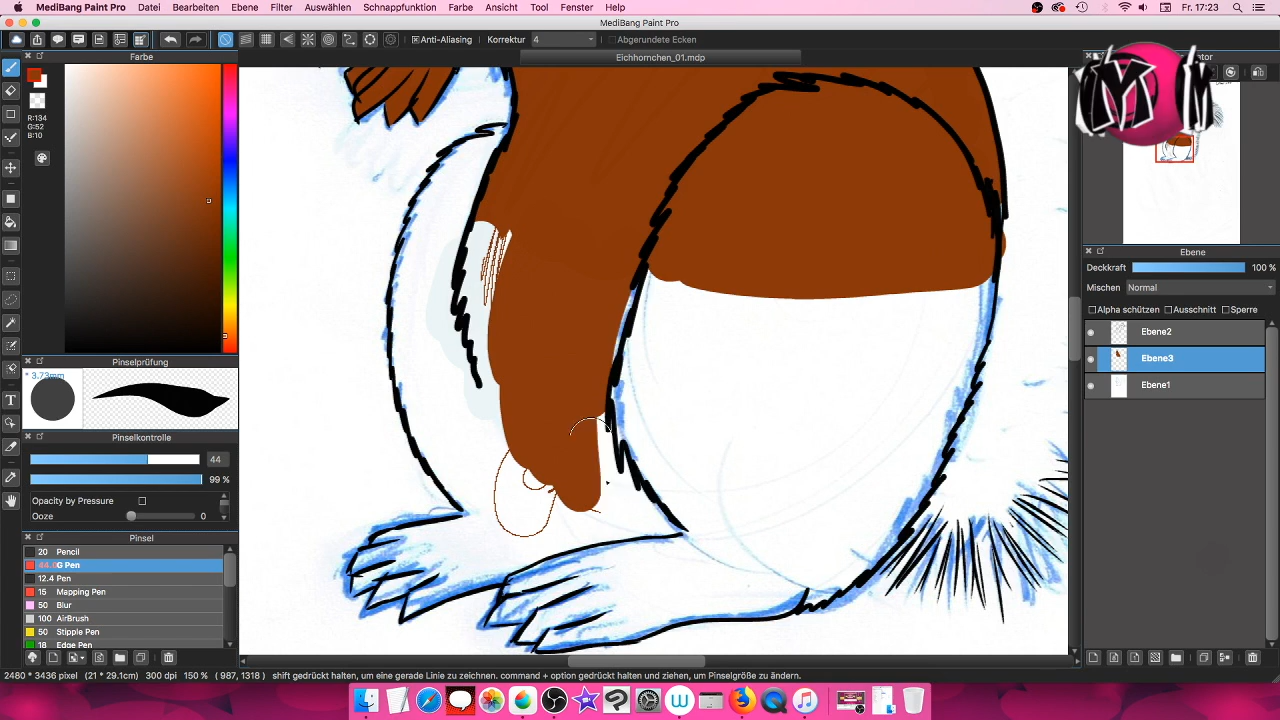 MediBang Paint Pro Datei Bearbeiten Ebene Filter Auswählen Schnappfunktion Farbe Ansicht Tool Fenster Help Fr. 17:23
MediBang Paint Pro
Anti-Aliasing Korrektur 4 Abgerundete Ecken
Farbe
Eichhornchen_01.mdp
R:134
G:52
B:10
Pinselprüfung
* 3.73mm
Pinselkontrolle
44
99 %
Opacity by Pressure
Ooze 0
Pinsel
20 Pencil
44.0 G Pen
12.4 Pen
15 Mapping Pen
50 Blur
100 AirBrush
50 Stipple Pen
18 Edge Pen
Ebene
Deckkraft 100 %
Mischen Normal
Alpha schützen Ausschnitt Sperre
Ebene2
Ebene3
Ebene1
2480 * 3436 pixel (21 * 29.1cm) 300 dpi 150 % ( 987, 1318 ) shift gedrückt halten, um eine gerade Linie zu zeichnen. command + option gedrückt halten und ziehen, um Pinselgröße zu ändern.